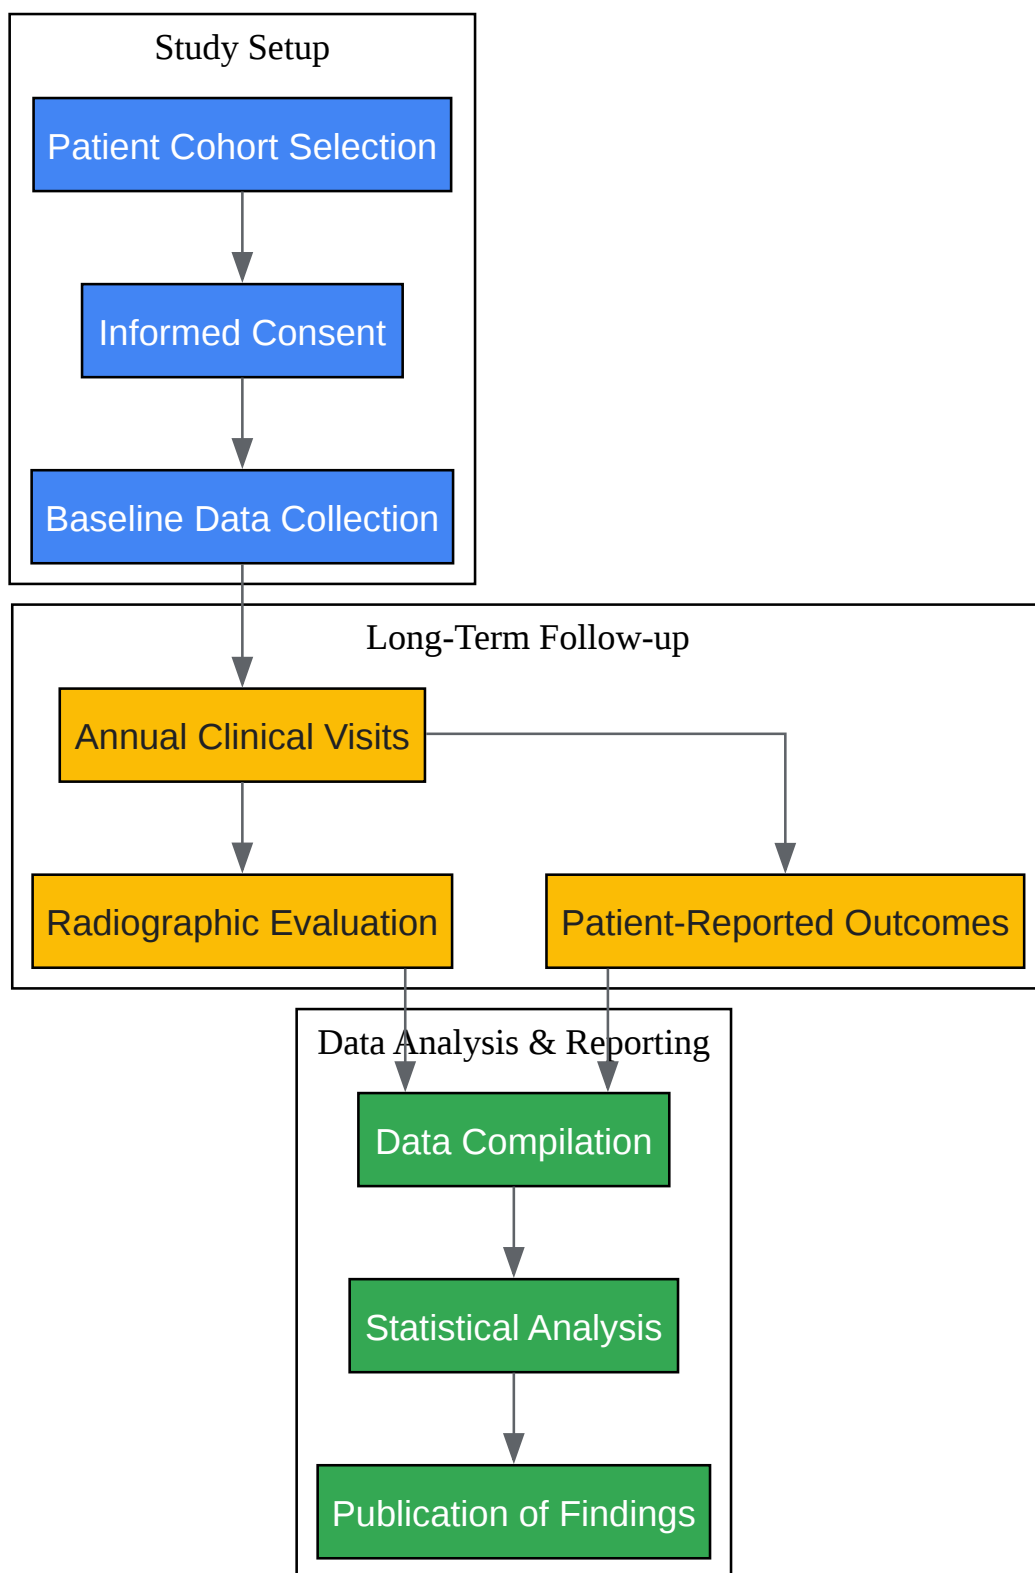 Study Setup
Patient Cohort Selection
Informed Consent
Baseline Data Collection
Long-Term Follow-up
Annual Clinical Visits
Radiographic Evaluation
Patient-Reported Outcomes
Data Analysis & Reporting
Data Compilation
Statistical Analysis
Publication of Findings